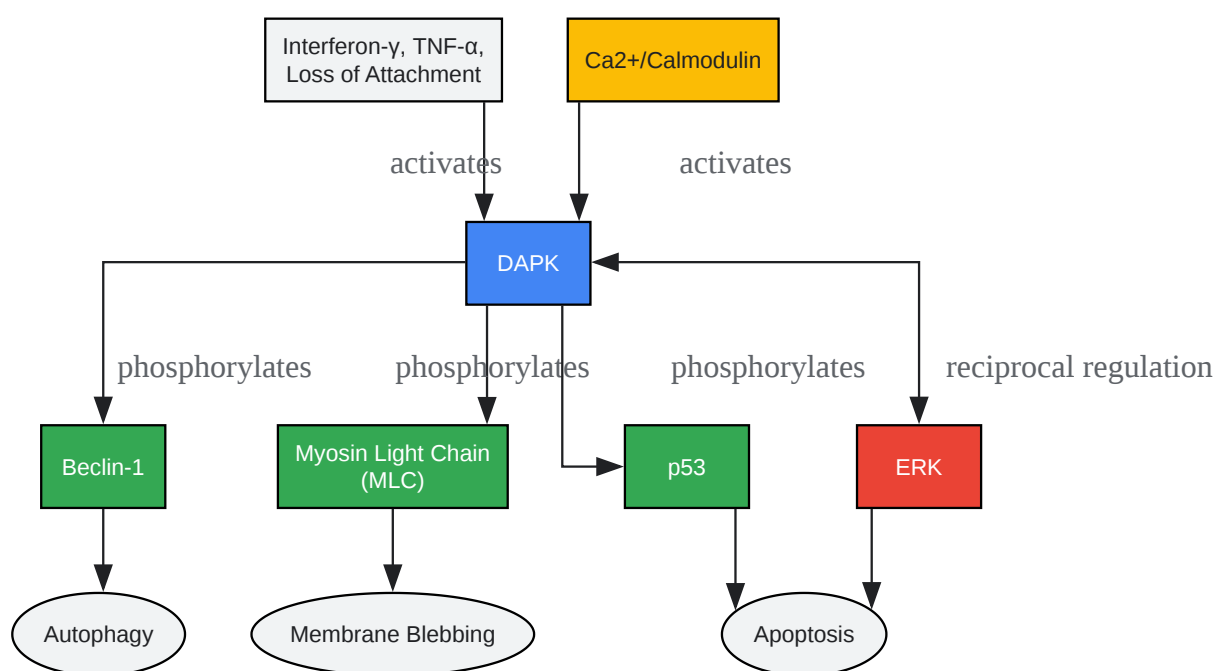 Interferon-γ, TNF-α,
Loss of Attachment
Ca2+/Calmodulin
activates
activates
DAPK
phosphorylates
phosphorylates
phosphorylates
reciprocal regulation
Beclin-1
Myosin Light Chain
(MLC)
p53
ERK
Autophagy
Membrane Blebbing
Apoptosis